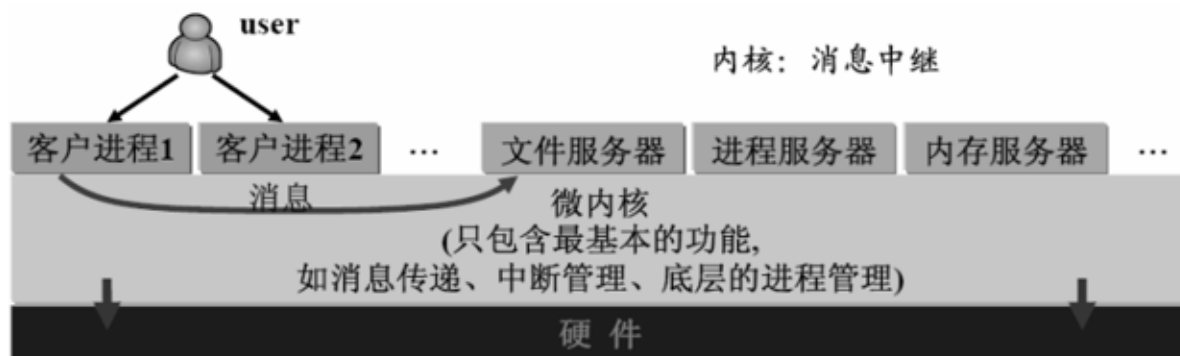 user
内核：消息中继
客户进程1 客户进程2 … 文件服务器 进程服务器 内存服务器 …
消息
微内核
(只包含最基本的功能,
如消息传递、中断管理、底层的进程管理)
硬 件